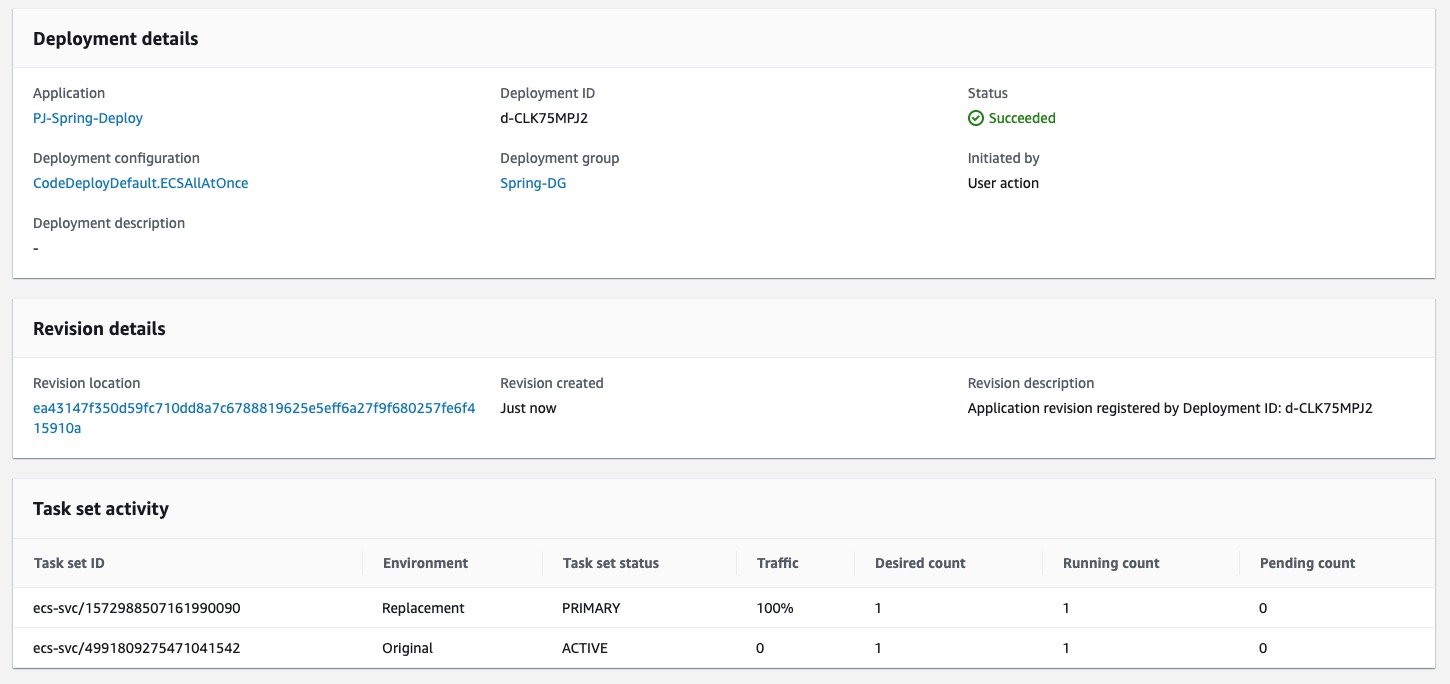 Deployment details
Application
Deployment ID
Status
PJ-Spring-Deploy
d-CLK75MPJ2
Succeeded
Deployment configuration
Deployment group
Initiated by
CodeDeployDefault.ECSAllAtOnce
Spring-DG
User action
Deployment description
-
Revision details
Revision location
Revision created
Revision description
ea43147f350d59fc710dd8a7c6788819625e5eff6a27f9f680257fe6f4
15910a
Just now
Application revision registered by Deployment ID: d-CLK75MPJ2
Task set activity
Task set ID Environment Task set status Traffic Desired count Running count Pending count
ecs-svc/1572988507161990090 Replacement PRIMARY 100% 1 1 0
ecs-svc/4991809275471041542 Original ACTIVE 0 1 1 0